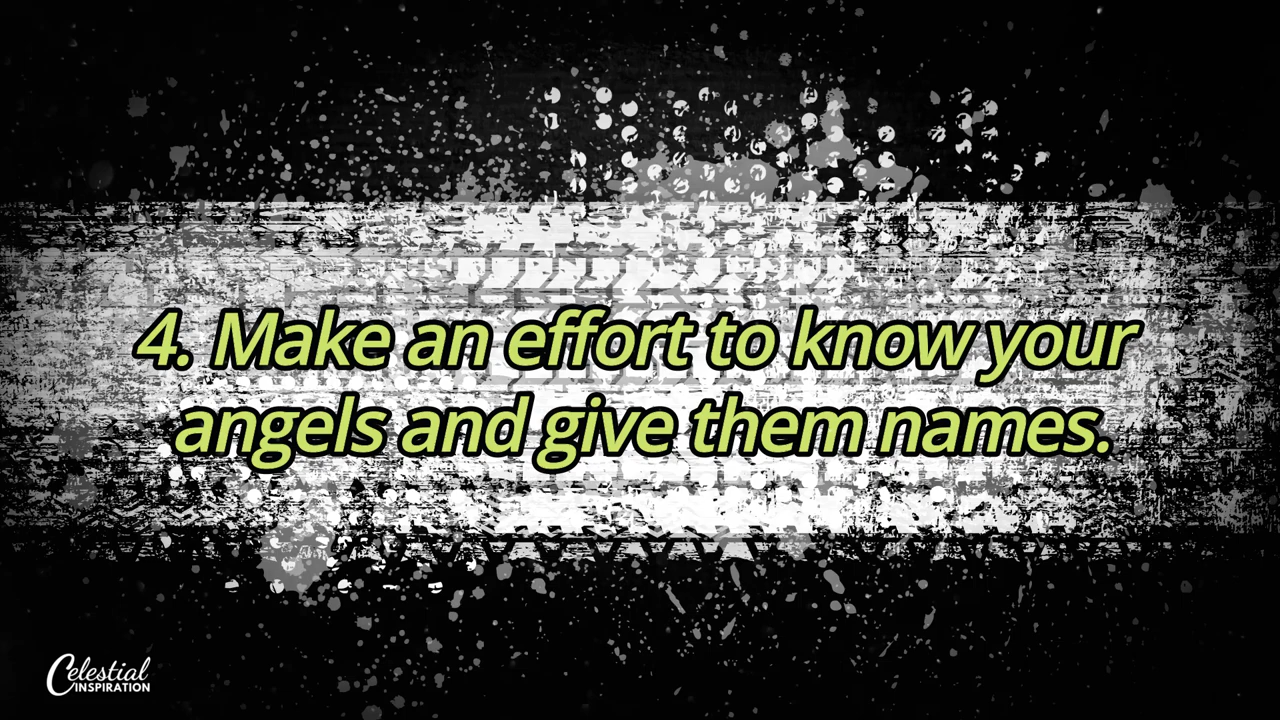 4. Make an effort to know your
angels and give them names.
Celestial
INSPIRATION